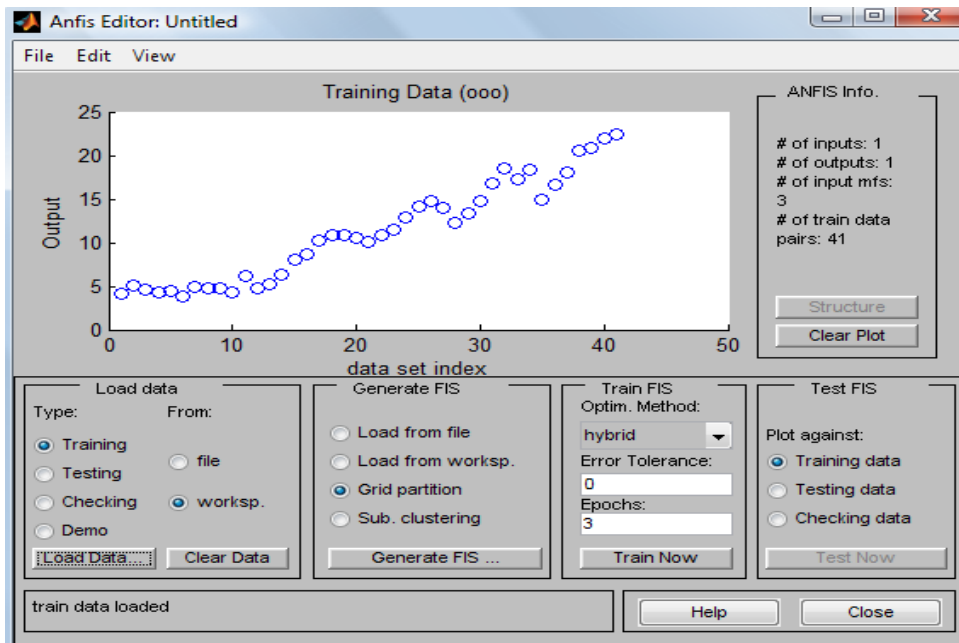 Anfis Editor: Untitled
File Edit View
Training Data (ooo)
25
20
15
10
5
0
Output
0 10 20 30 40 50
data set index
ANFIS Info.
# of inputs: 1
# of outputs: 1
# of input mfs:
3
# of train data
pairs: 41
Structure
Clear Plot
Load data
Type: From:
Training
Testing
Checking
Demo
file
worksp.
Load Data...
Clear Data
Generate FIS
Load from file
Load from worksp.
Grid partition
Sub. clustering
Generate FIS ...
Train FIS
Optim. Method:
hybrid
Error Tolerance:
0
Epochs:
3
Train Now
Test FIS
Plot against:
Training data
Testing data
Checking data
Test Now
train data loaded
Help
Close